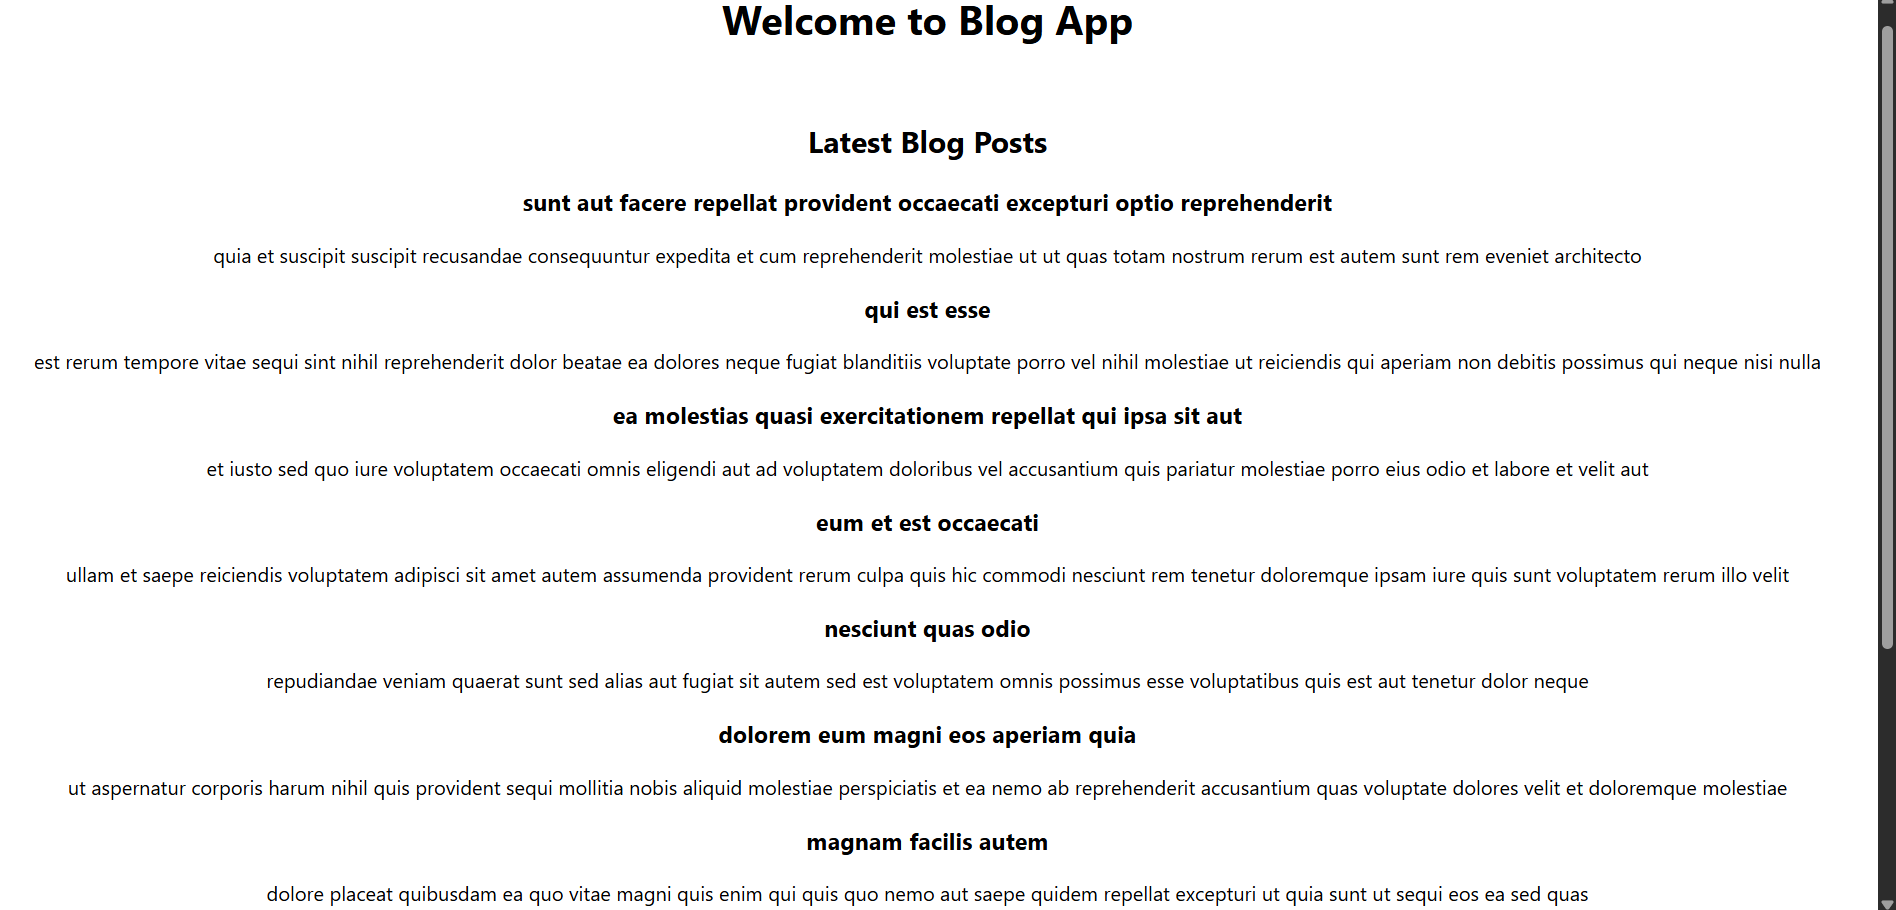 Welcome to Blog App
Latest Blog Posts
sunt aut facere repellat provident occaecati excepturi optio reprehenderit
quia et suscipit suscipit recusandae consequuntur expedita et cum reprehenderit molestiae ut ut quas totam nostrum rerum est autem sunt rem eveniet architecto
qui est esse
est rerum tempore vitae sequi sint nihil reprehenderit dolor beatae ea dolores neque fugiat blanditiis voluptate porro vel nihil molestiae ut reiciendis qui aperiam non debitis possimus qui neque nisi nulla
ea molestias quasi exercitationem repellat qui ipsa sit aut
et iusto sed quo iure voluptatem occaecati omnis eligendi aut ad voluptatem doloribus vel accusantium quis pariatur molestiae porro eius odio et labore et velit aut
eum et est occaecati
ullam et saepe reiciendis voluptatem adipisci sit amet autem assumenda provident rerum culpa quis hic commodi nesciunt rem tenetur doloremque ipsam iure quis sunt voluptatem rerum illo velit
nesciunt quas odio
repudiandae veniam quaerat sunt sed alias aut fugiat sit autem sed est voluptatem omnis possimus esse voluptatibus quis est aut tenetur dolor neque
dolorem eum magni eos aperiam quia
ut aspernatur corporis harum nihil quis provident sequi mollitia nobis aliquid molestiae perspiciatis et ea nemo ab reprehenderit accusantium quas voluptate dolores velit et doloremque molestiae
magnam facilis autem
dolore placeat quibusdam ea quo vitae magni quis enim qui quis quo nemo aut saepe quidem repellat excepturi ut quia sunt ut sequi eos ea sed quas